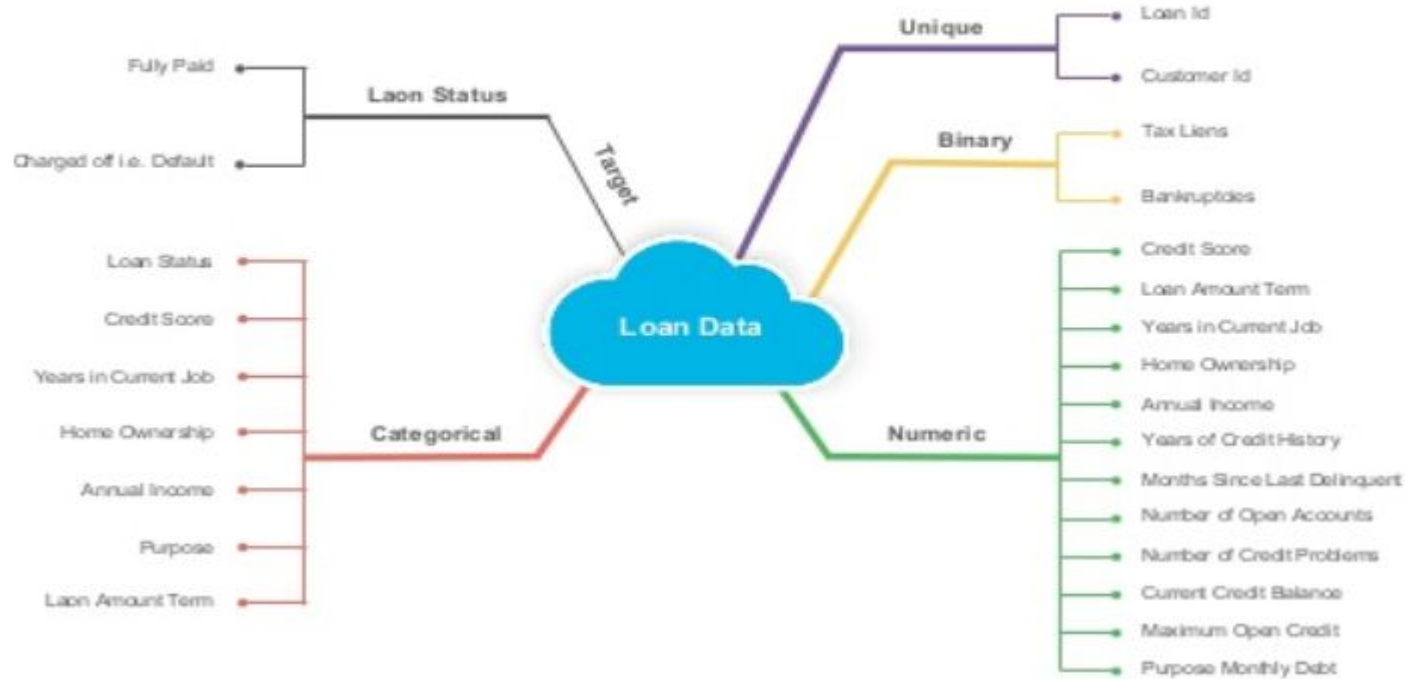 Fully Paid
Laon Status
Charged off i.e. Default
Target
Unique
Loan Id
Customer Id
Binary
Tax Liens
Bankruptcies
Loan Data
Loan Status
Credit Score
Years in Current Job
Home Ownership
Categorical
Annual Income
Purpose
Laon Amount Term
Numeric
Credit Score
Loan Amount Term
Years in Current Job
Home Ownership
Annual Income
Years of Credit History
Months Since Last Delinquent
Number of Open Accounts
Number of Credit Problems
Current Credit Balance
Maximum Open Credit
Purpose Monthly Debt